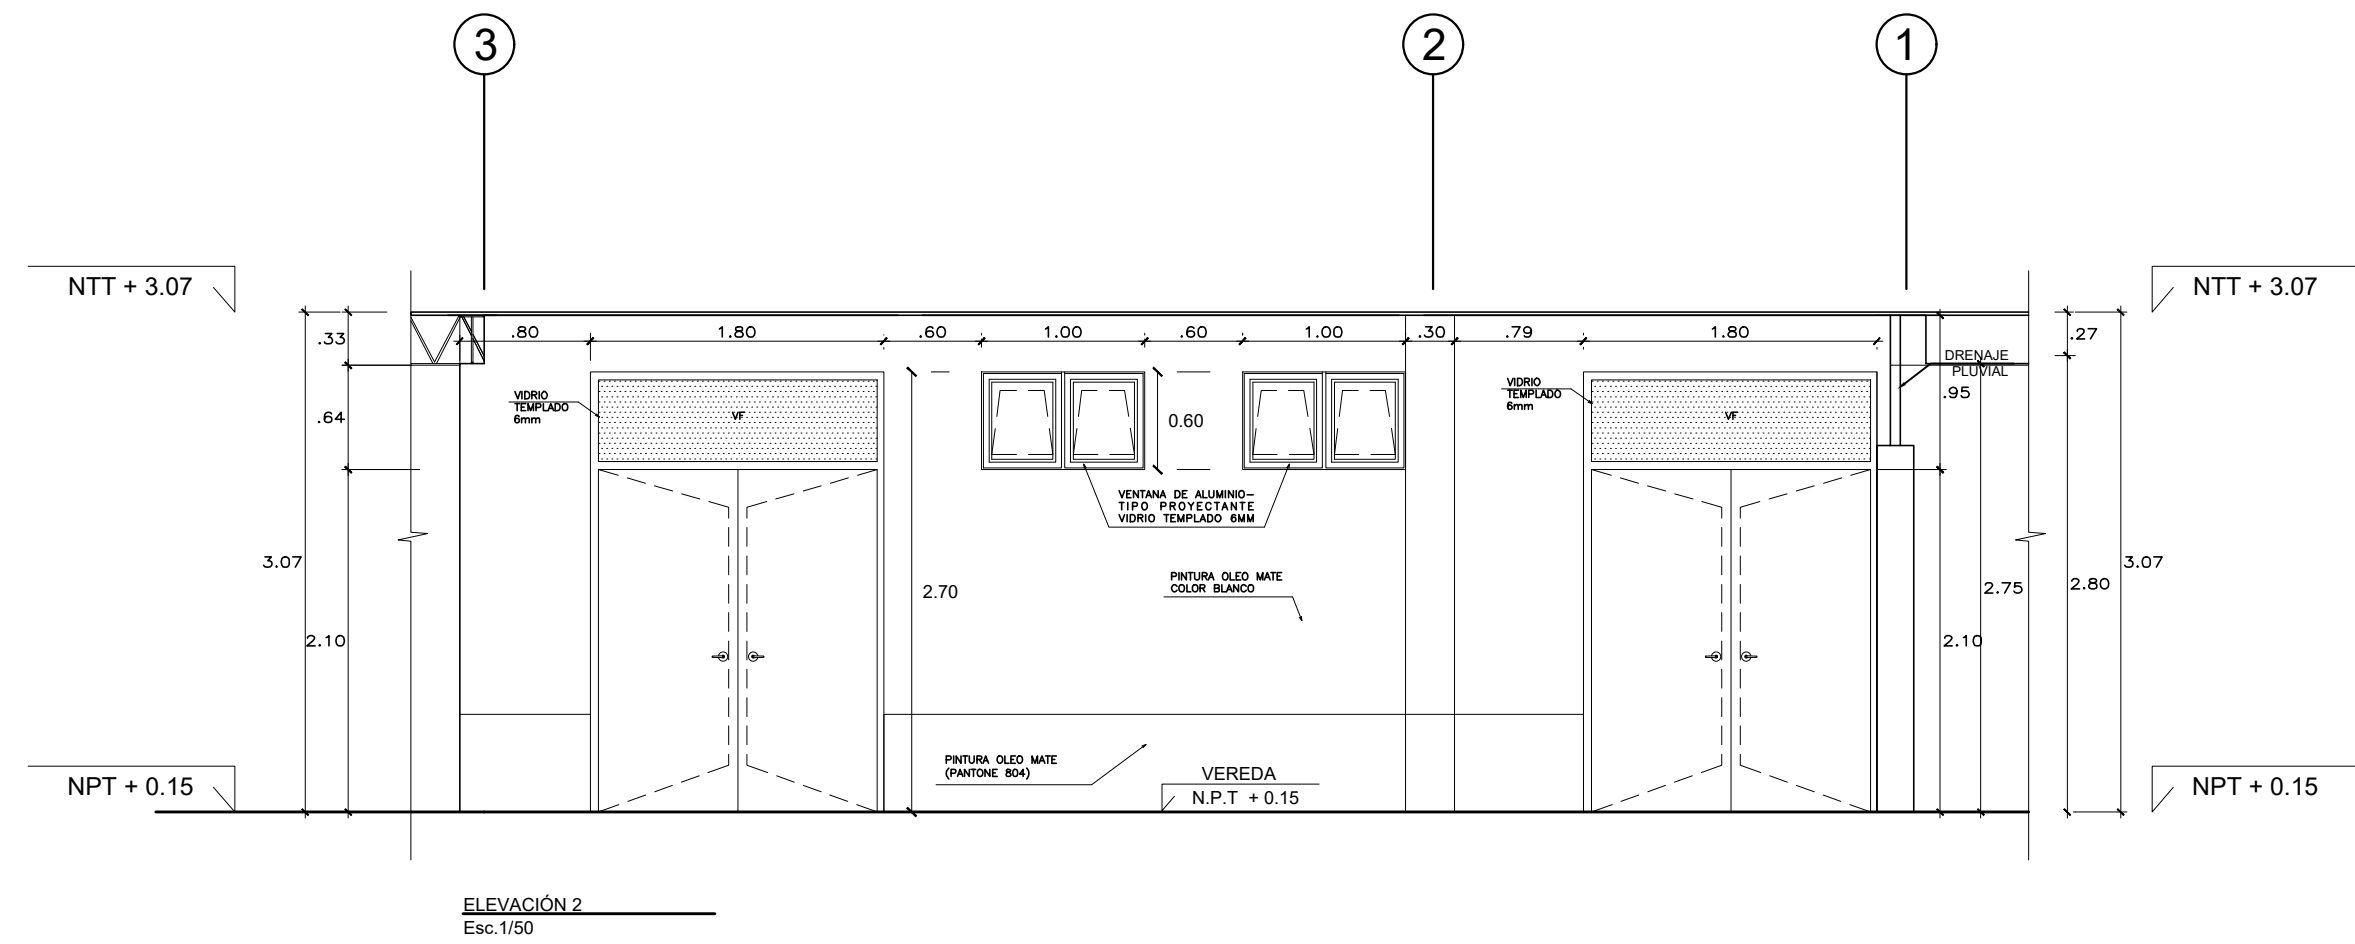 3
2
1
NTT + 3.07
NTT + 3.07
.33
.80
1.80
.60
1.00
.60
1.00
.30
.79
1.80
.27
DRENAJE
PLUVIAL
.95
VIDRIO
TEMPLADO
6mm
VF
0.60
VIDRIO
TEMPLADO
6mm
VF
.64
VENTANA DE ALUMINIO–
TIPO PROYECTANTE
VIDRIO TEMPLADO 6MM
3.07
2.70
PINTURA OLEO MATE
COLOR BLANCO
2.75
2.80
3.07
2.10
2.10
PINTURA OLEO MATE
(PANTONE 804)
VEREDA
N.P.T + 0.15
NPT + 0.15
NPT + 0.15
ELEVACIÓN 2
Esc.1/50